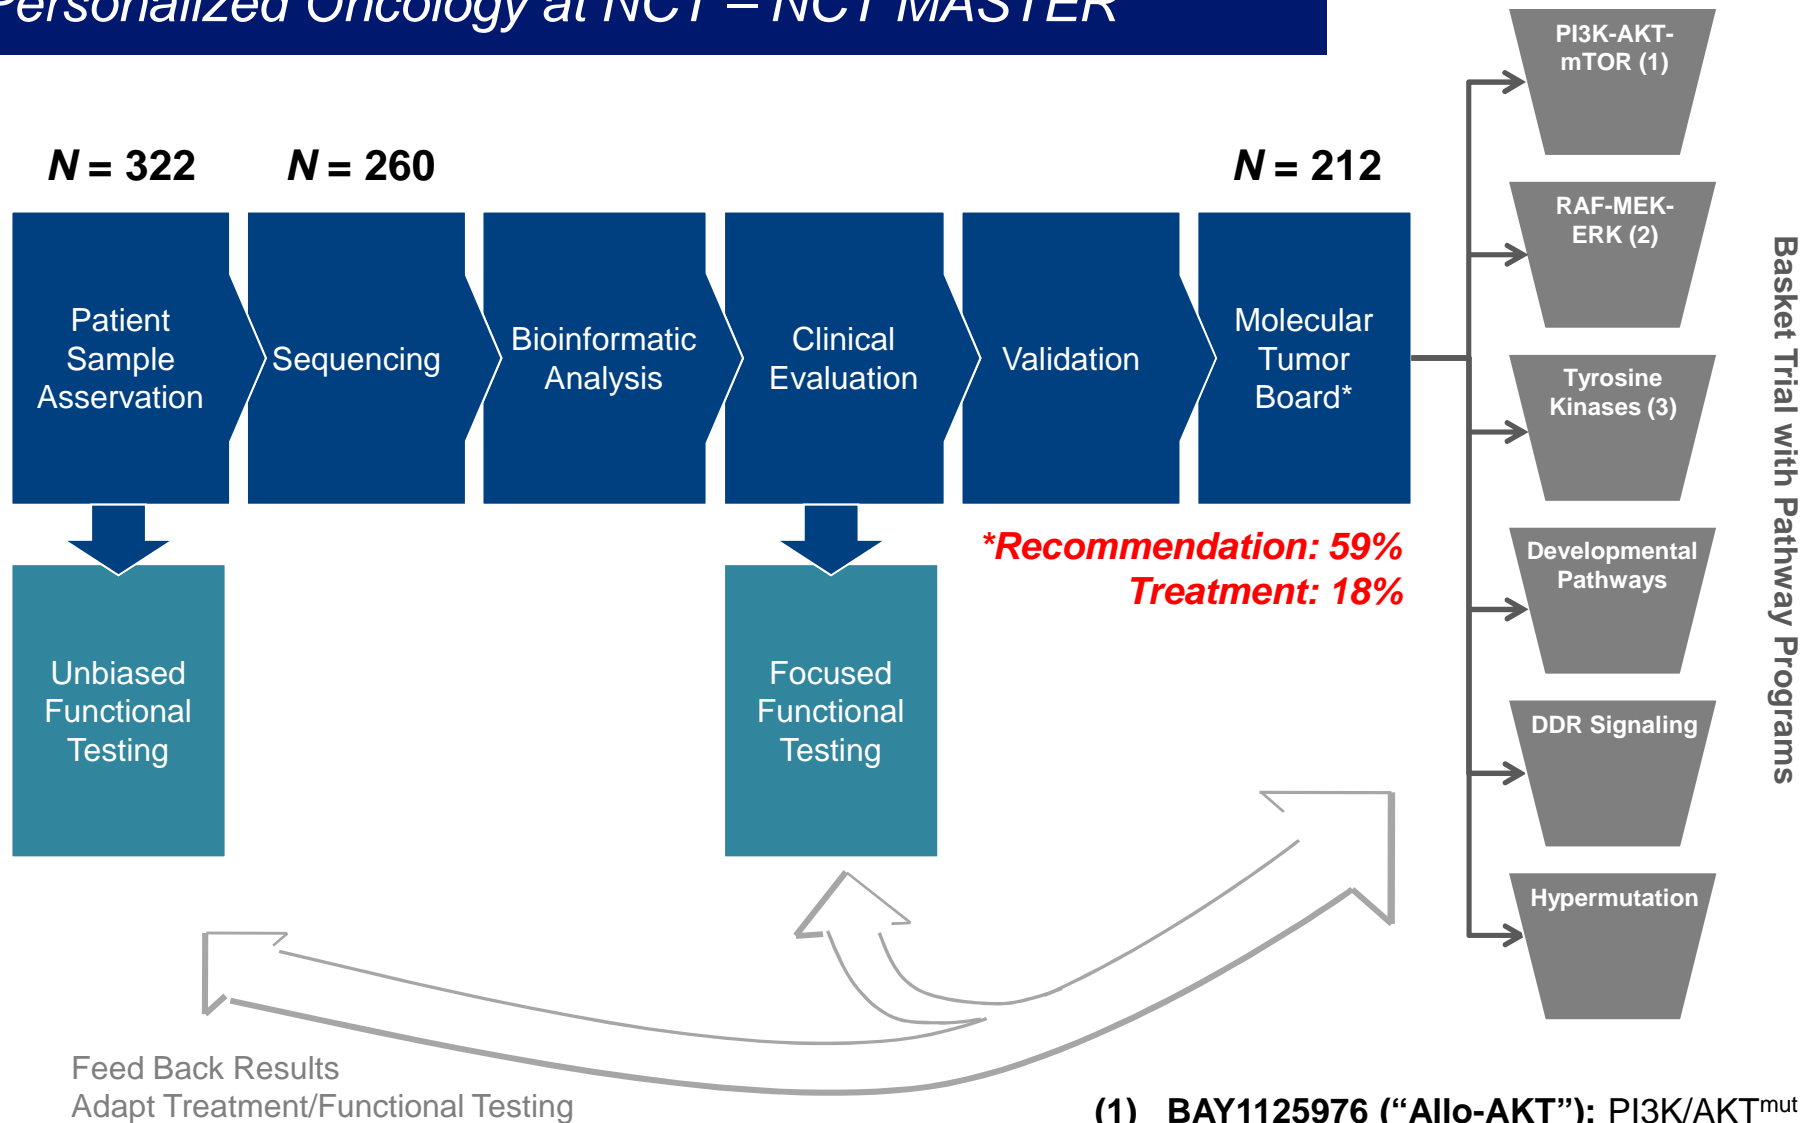 Personalized Oncology at NCT – NCT MASTER
N = 322
N = 260
N = 212
Patient
Sample
Asservation
Sequencing
Bioinformatic
Analysis
Clinical
Evaluation
Validation
Molecular
Tumor
Board*
*Recommendation: 59%
Treatment: 18%
Unbiased
Functional
Testing
Focused
Functional
Testing
PI3K-AKT-
mTOR (1)
RAF-MEK-
ERK (2)
Tyrosine
Kinases (3)
Developmental
Pathways
DDR Signaling
Hypermutation
Basket Trial with Pathway Programs
Feed Back Results
Adapt Treatment/Functional Testing
(1) BAY1125976 (“Allo-AKT”): PI3K/AKTmut